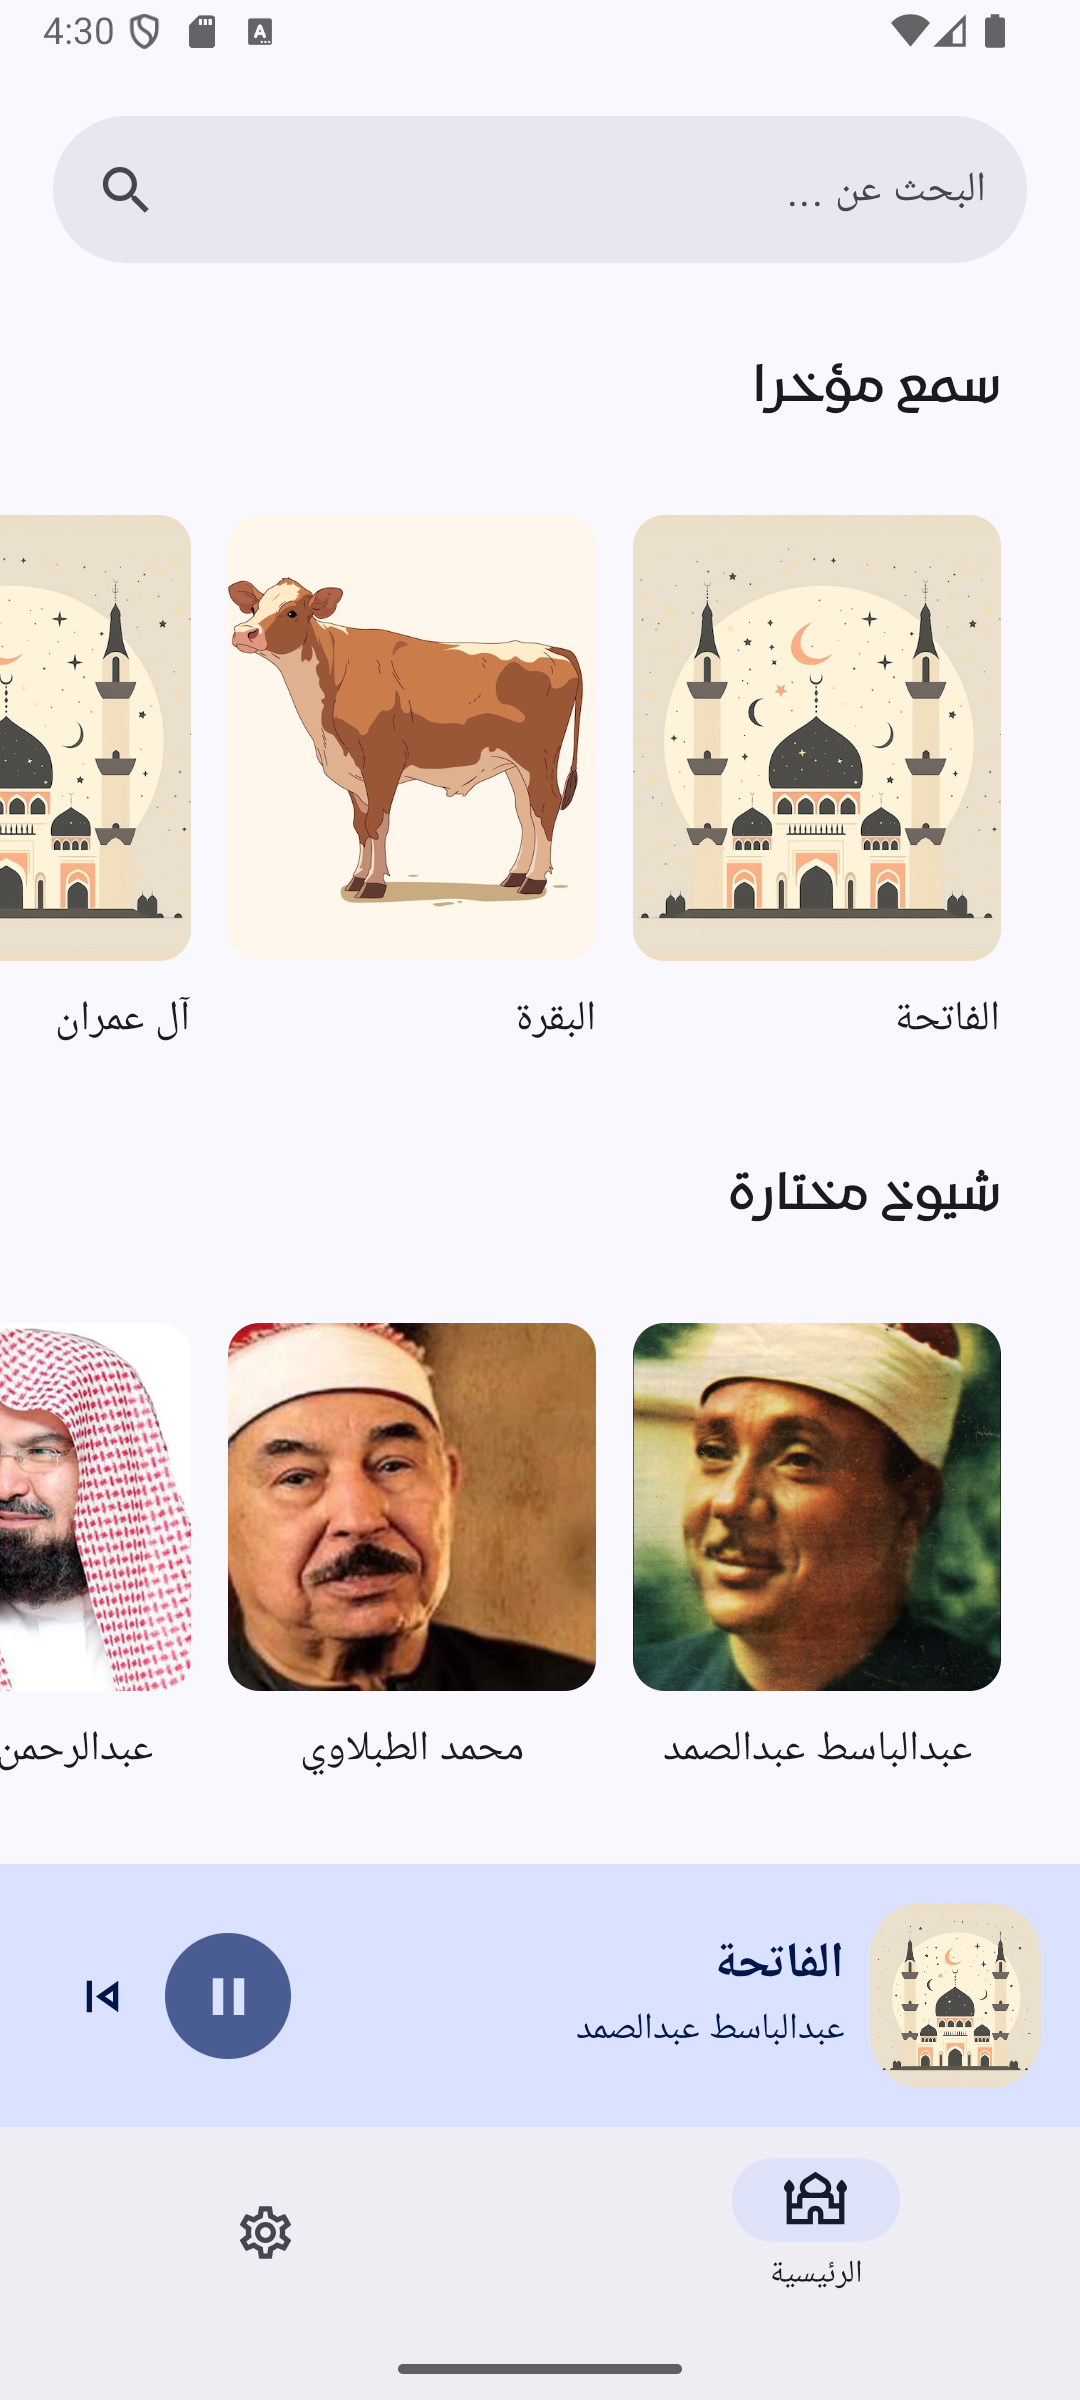 4:30
البحث عن ...
سمع مؤخرا
الفاتحة
البقرة
آل عمران
شيوخ مختارة
عبدالباسط عبدالصمد
محمد الطبلاوي
عبدالرحمن
الفاتحة
عبدالباسط عبدالصمد
الرئيسية